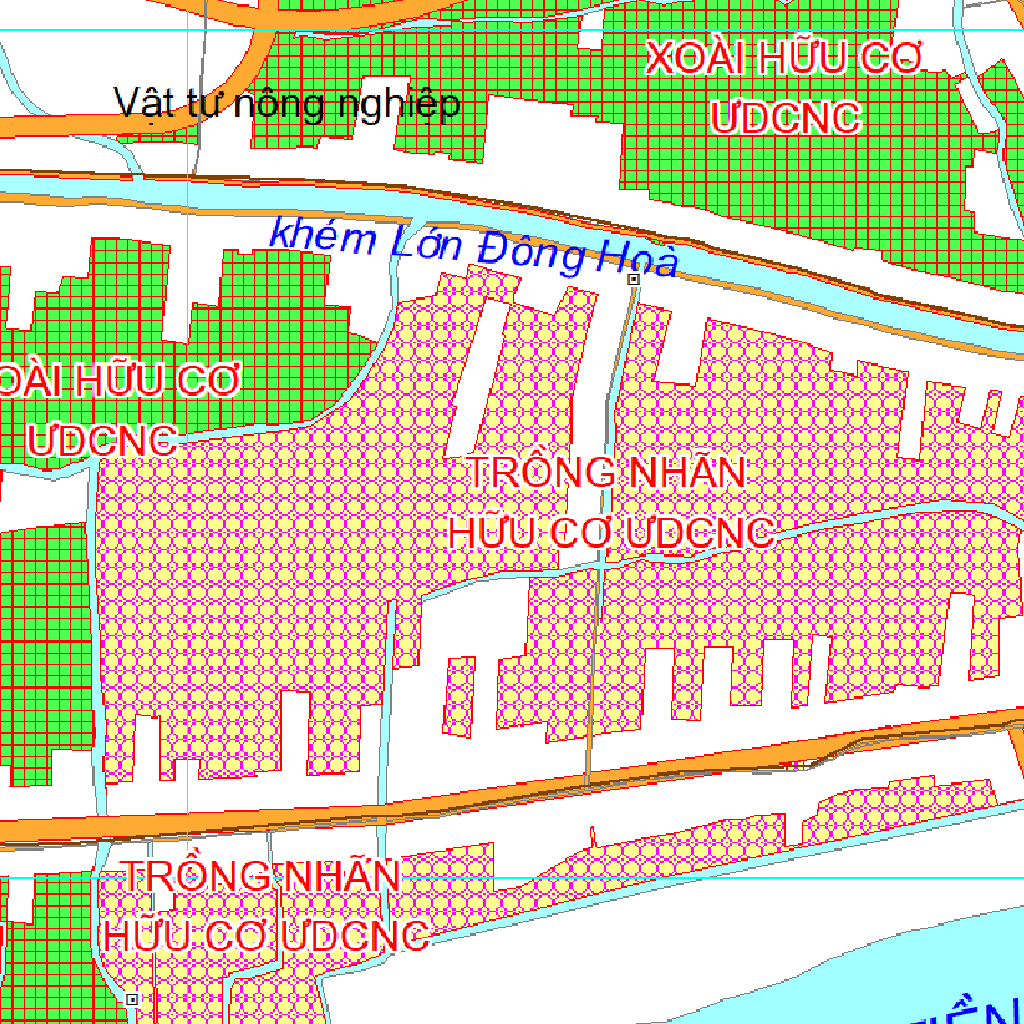 XOÀI HỮU CƠ
ƯDCNC
Vật tư nông nghiệp
khém Lớn Đông Hoà
OÀI HỮU CƠ
ƯDCNC
TRỒNG NHÃN
HỮU CƠ ƯDCNC
TRỒNG NHÃN
HỮU CƠ ƯDCNC